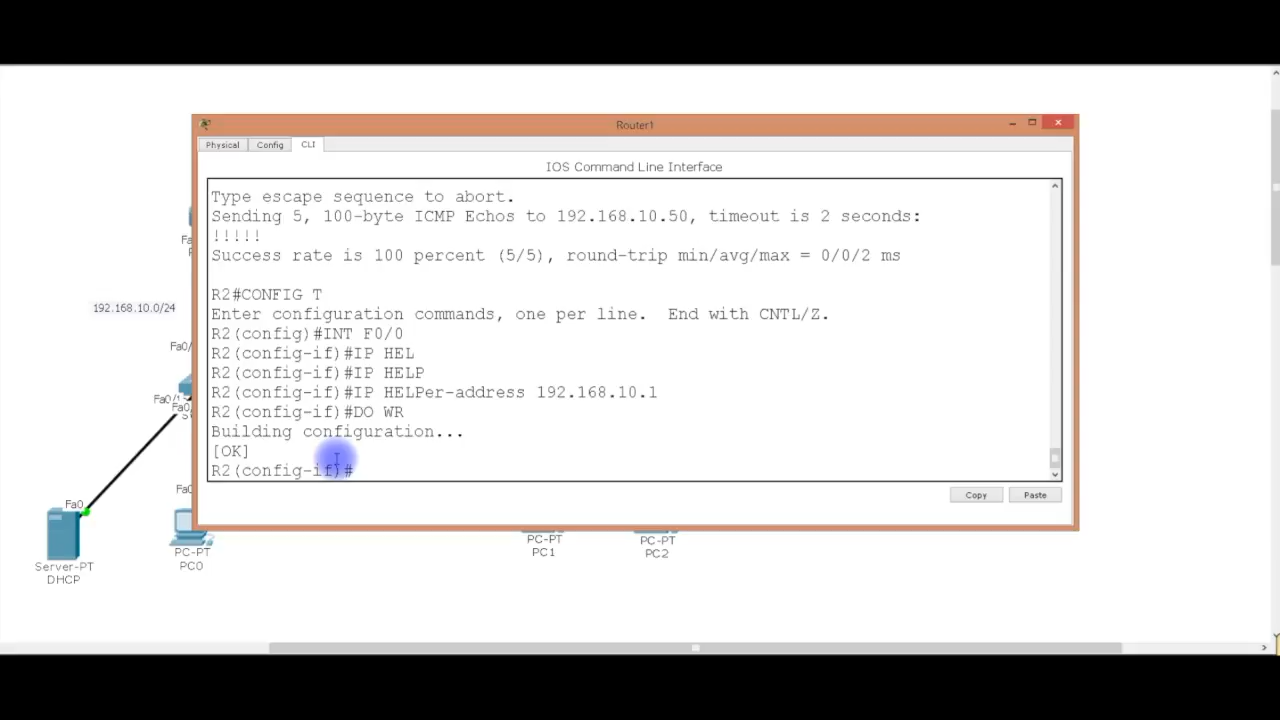 Router1
Physical Config CLI
IOS Command Line Interface
Type escape sequence to abort.
Sending 5, 100-byte ICMP Echos to 192.168.10.50, timeout is 2 seconds:
!!!!!
Success rate is 100 percent (5/5), round-trip min/avg/max = 0/0/2 ms
R2#CONFIG T
Enter configuration commands, one per line.  End with CNTL/Z.
R2(config)#INT F0/0
R2(config-if)#IP HEL
R2(config-if)#IP HELP
R2(config-if)#IP HELPer-address 192.168.10.1
R2(config-if)#DO WR
Building configuration...
[OK]
R2(config-if)#
Copy Paste
192.168.10.0/24
Fa0/
Fa0
Server-PT
DHCP
PC-PT
PC0
PC-PT
PC1
PC-PT
PC2